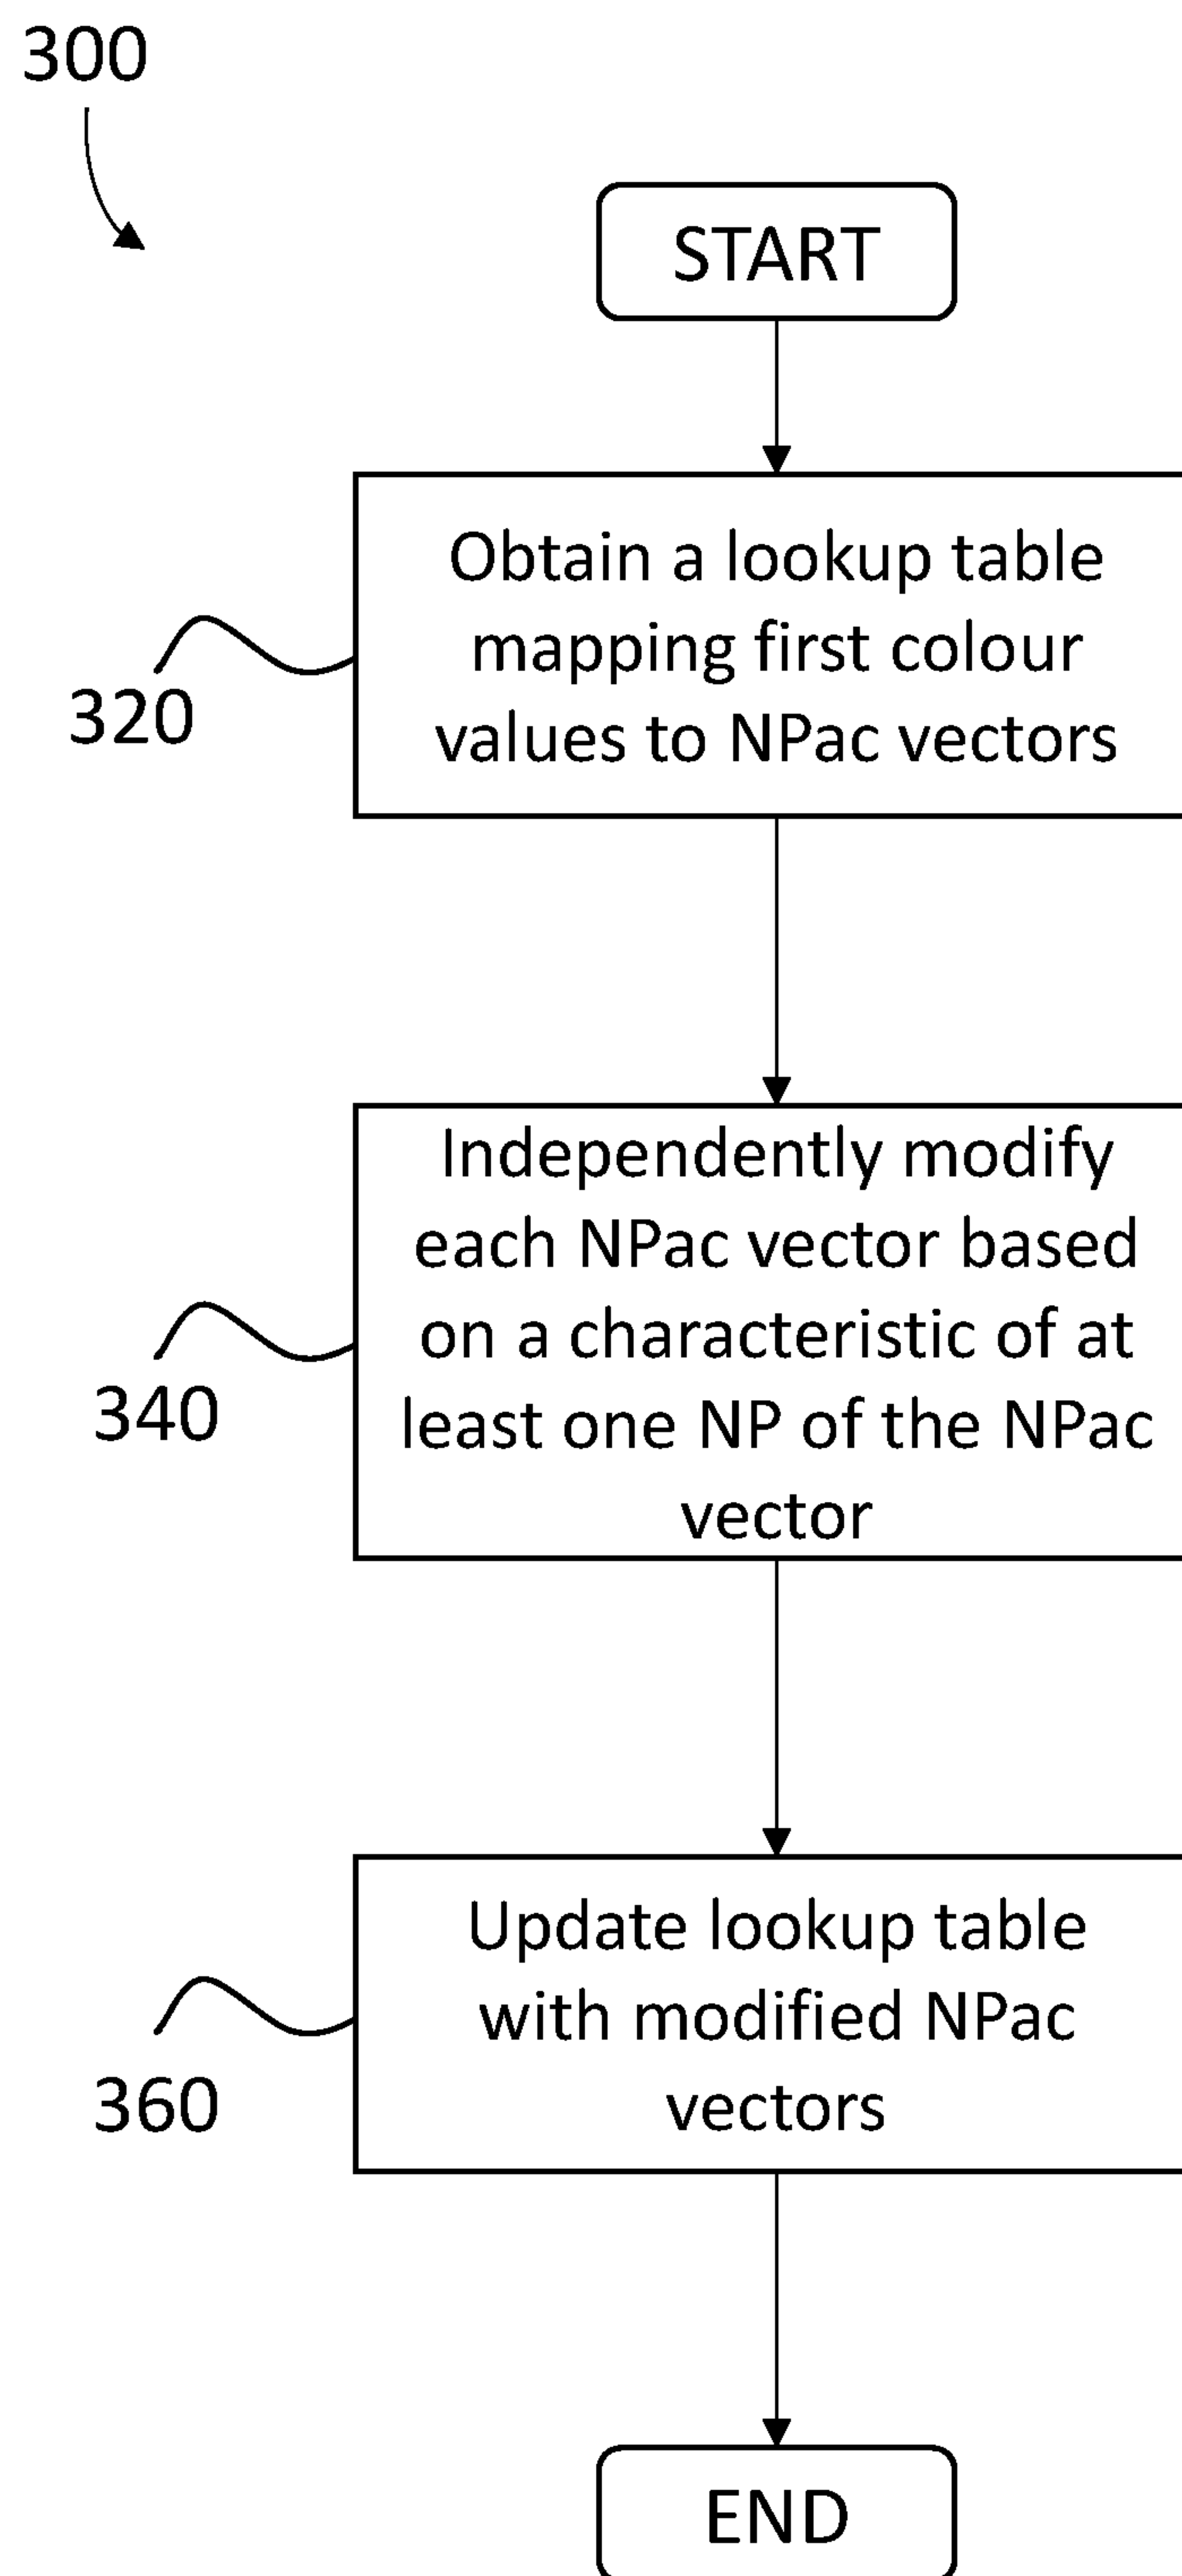 300
START
Obtain a lookup table
mapping first colour
values to NPac vectors
320
Independently modify
each NPac vector based
on a characteristic of at
least one NP of the NPac
vector
340
Update lookup table
with modified NPac
vectors
360
END